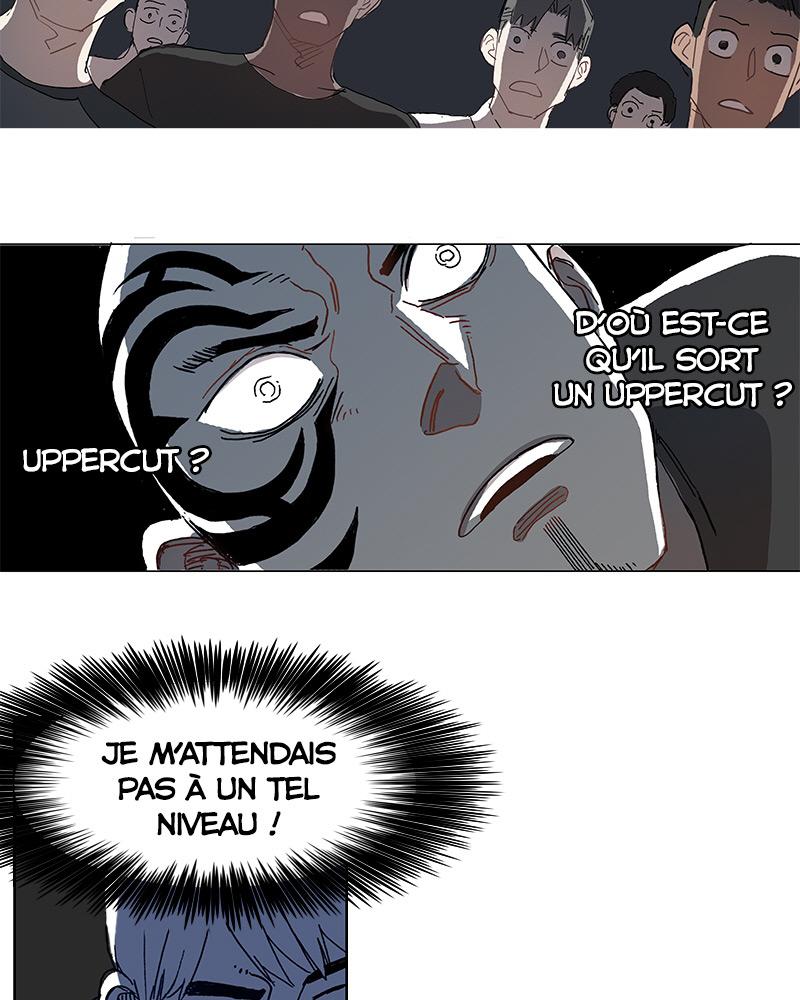 UPPERCUT ?
D'OÙ EST-CE
QU'IL SORT
UN UPPERCUT ?
JE M'ATTENDAIS
PAS À UN TEL
NIVEAU !